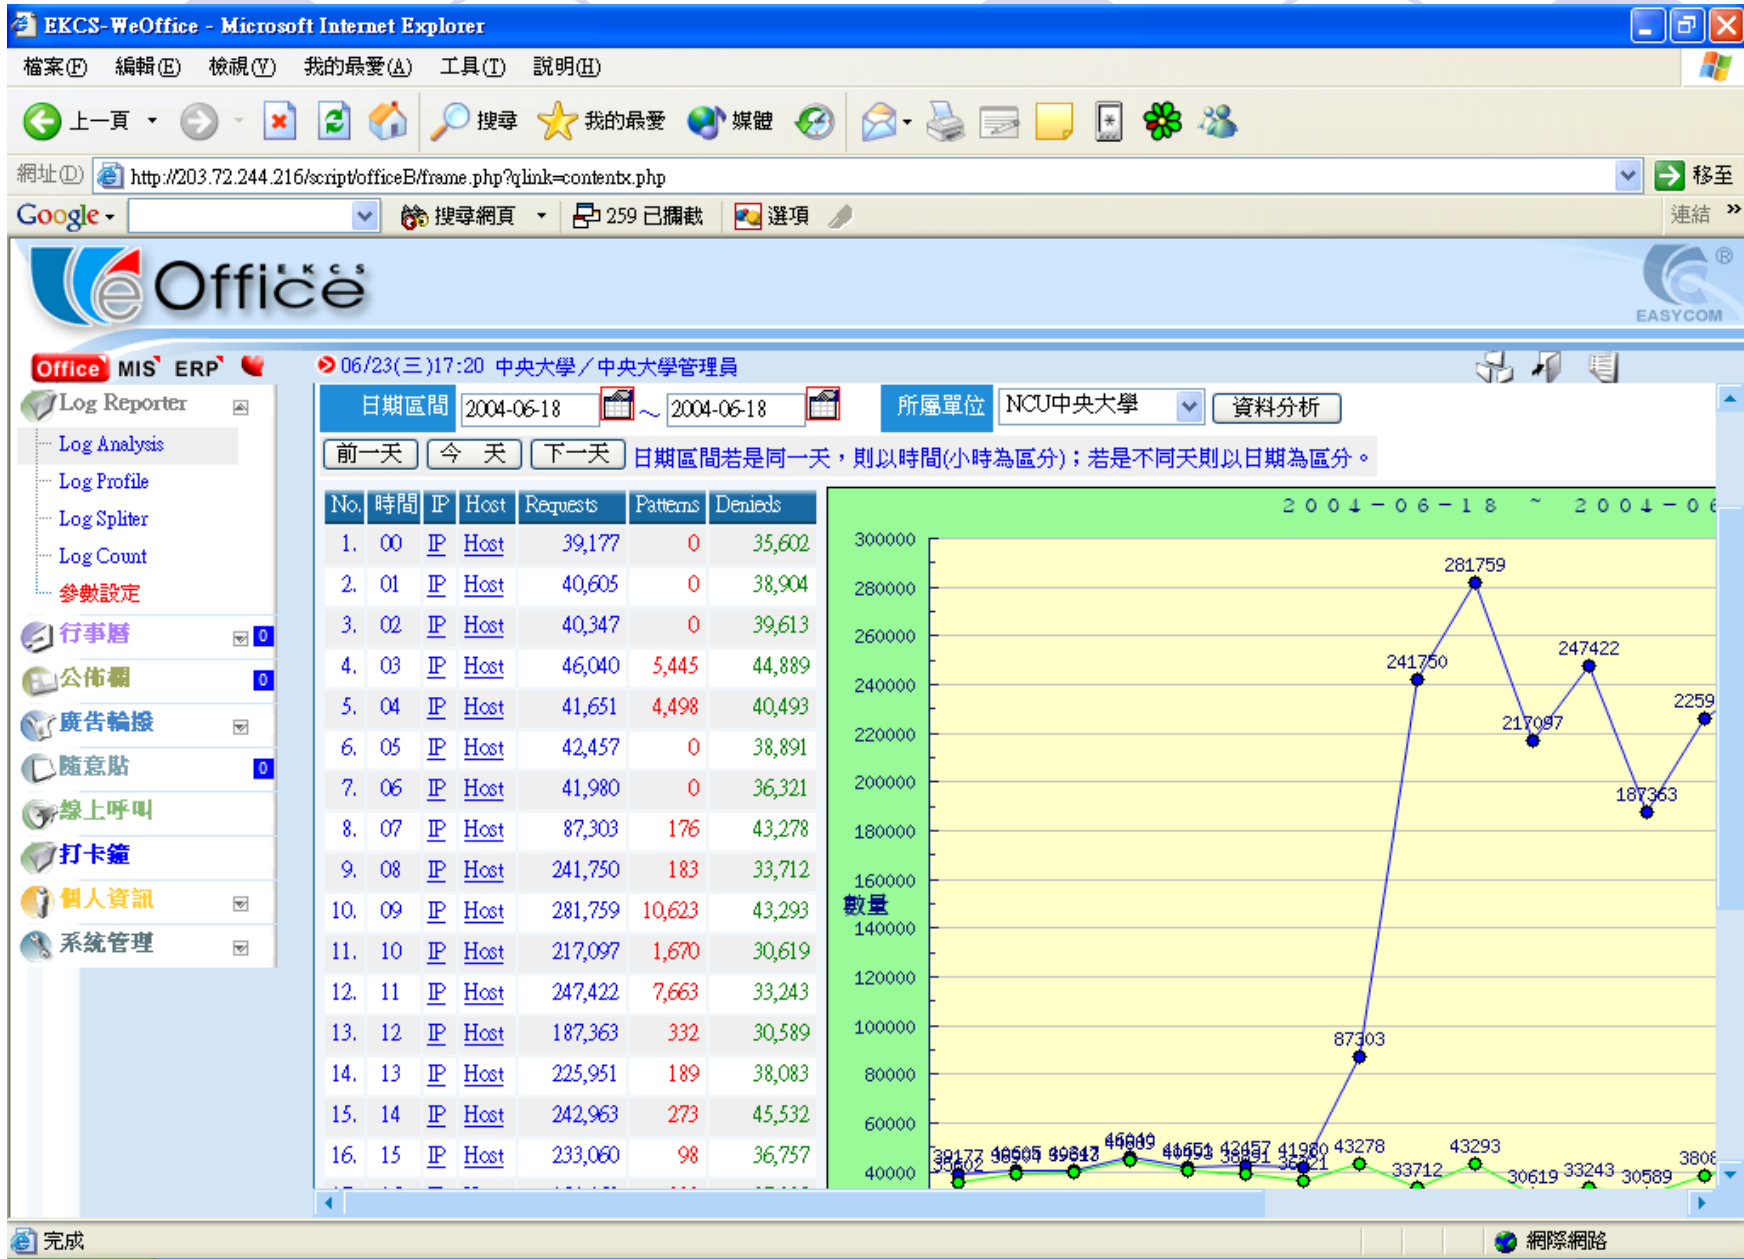 EKCS-WeOffice - Microsoft Internet Explorer
檔案(F) 編輯(E) 檢視(V) 我的最愛(A) 工具(T) 說明(H)
上一頁 搜尋 我的最愛 媒體
網址(D) http://203.72.244.216/script/officeB/frame.php?qlink=contentx.php 移至
Google 搜尋網頁 259 已攔截 選項 連結 »
eOffice EKCS
EASYCOM ®
Office MIS ERP
06/23(三)17:20 中央大學／中央大學管理員
Log Reporter
Log Analysis
Log Profile
Log Spliter
Log Count
參數設定
行事曆 0
公佈欄 0
廣告輪撥
隨意貼 0
線上呼叫
打卡鐘
個人資訊
系統管理
日期區間 2004-06-18 ～ 2004-06-18 所屬單位 NCU中央大學 資料分析
前一天 今 天 下一天 日期區間若是同一天，則以時間(小時為區分)；若是不同天則以日期為區分。
No. 時間 IP Host Requests Patterns Denieds
1. 00 IP Host 39,177 0 35,602
2. 01 IP Host 40,605 0 38,904
3. 02 IP Host 40,347 0 39,613
4. 03 IP Host 46,040 5,445 44,889
5. 04 IP Host 41,651 4,498 40,493
6. 05 IP Host 42,457 0 38,891
7. 06 IP Host 41,980 0 36,321
8. 07 IP Host 87,303 176 43,278
9. 08 IP Host 241,750 183 33,712
10. 09 IP Host 281,759 10,623 43,293
11. 10 IP Host 217,097 1,670 30,619
12. 11 IP Host 247,422 7,663 33,243
13. 12 IP Host 187,363 332 30,589
14. 13 IP Host 225,951 189 38,083
15. 14 IP Host 242,963 273 45,532
16. 15 IP Host 233,060 98 36,757
2004-06-18 ~ 2004-06
300000
280000
260000
240000
220000
200000
180000
160000
數量
140000
120000
100000
80000
60000
40000
281759
247422
241750
2259
217097
187363
87303
39177 41651 42457 41980 43278 43293
35602 33712 30619 33243 30589 3808
完成 網際網路